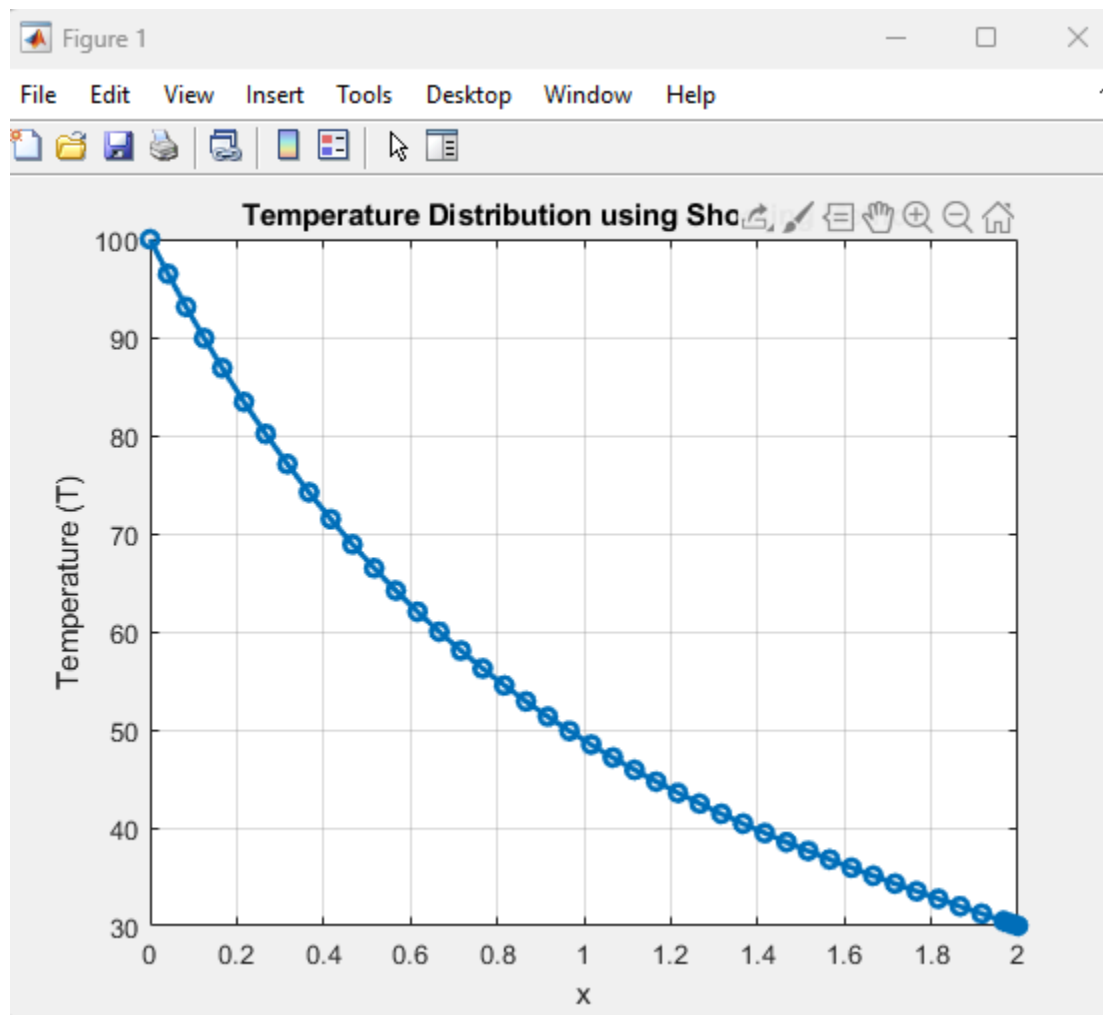 Figure 1
File Edit View Insert Tools Desktop Window Help
Temperature Distribution using
100
90
80
70
60
50
40
30
Temperature (T)
0 0.2 0.4 0.6 0.8 1 1.2 1.4 1.6 1.8 2
x